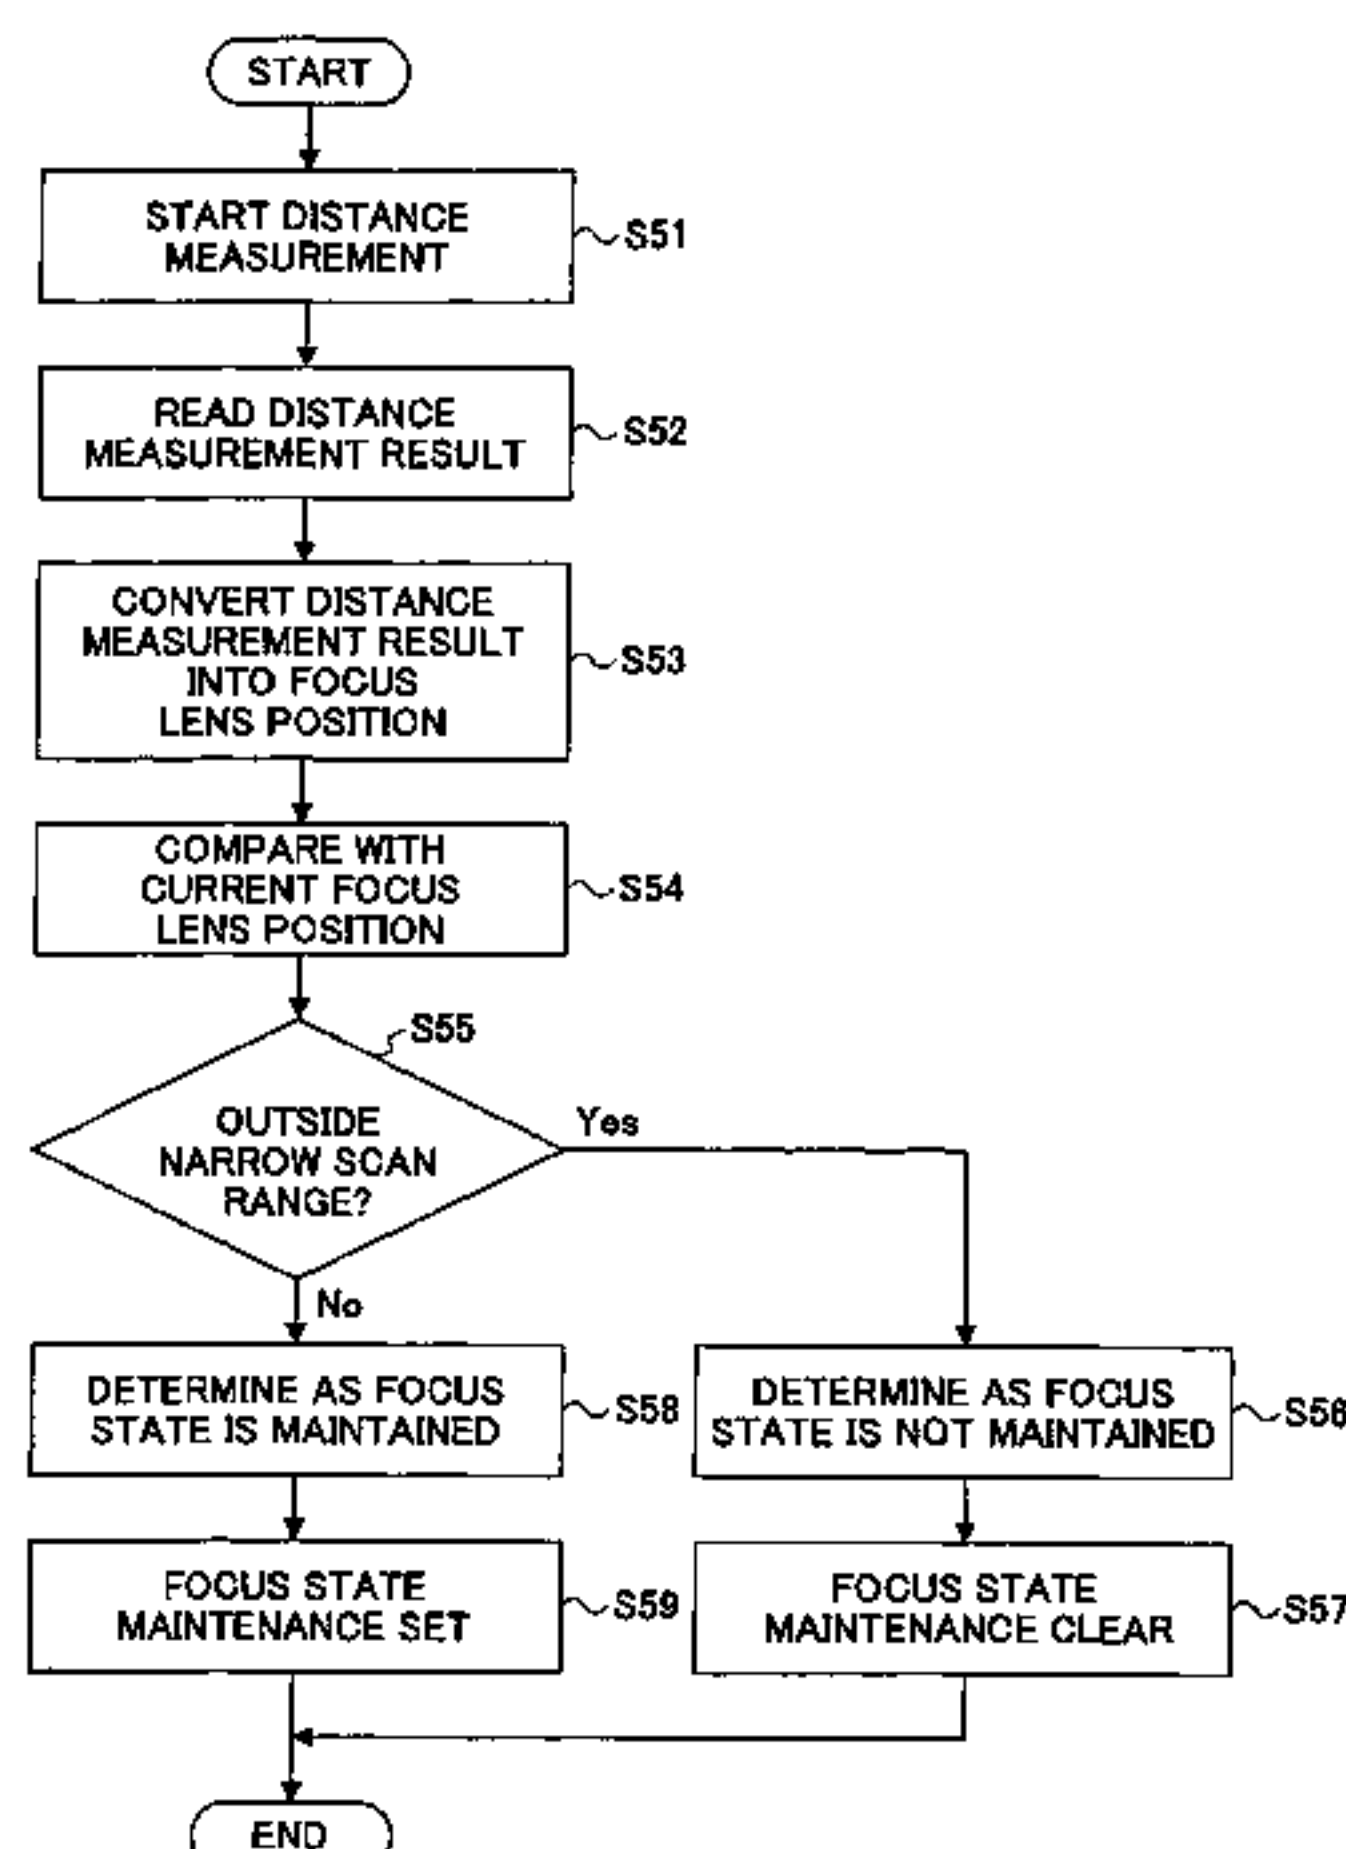 START
START DISTANCE
MEASUREMENT
S51
READ DISTANCE
MEASUREMENT RESULT
S52
CONVERT DISTANCE
MEASUREMENT RESULT
INTO FOCUS
LENS POSITION
S53
COMPARE WITH
CURRENT FOCUS
LENS POSITION
S54
S55
OUTSIDE
NARROW SCAN
RANGE?
Yes
No
DETERMINE AS FOCUS
STATE IS MAINTAINED
S58
DETERMINE AS FOCUS
STATE IS NOT MAINTAINED
S56
FOCUS STATE
MAINTENANCE SET
S59
FOCUS STATE
MAINTENANCE CLEAR
S57
END